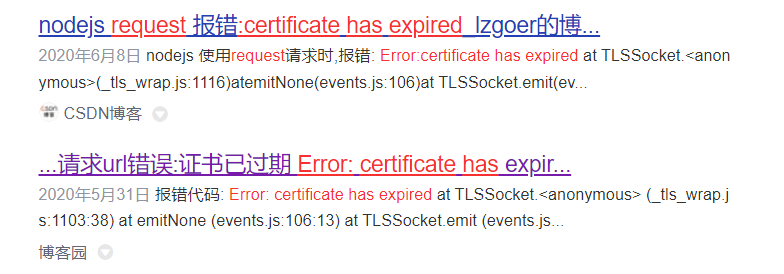 nodejs request 报错:certificate has expired_lzgoer的博...
2020年6月8日 nodejs 使用request请求时,报错: Error:certificate has expired at TLSSocket.<anon
ymous>(_tls_wrap.js:1116)atemitNone(events.js:106)at TLSSocket.emit(ev...
CSDN博客
...请求url错误:证书已过期 Error: certificate has expir...
2020年5月31日 报错代码: Error: certificate has expired at TLSSocket.<anonymous> (_tls_wrap.j
s:1103:38) at emitNone (events.js:106:13) at TLSSocket.emit (events.js...
博客园